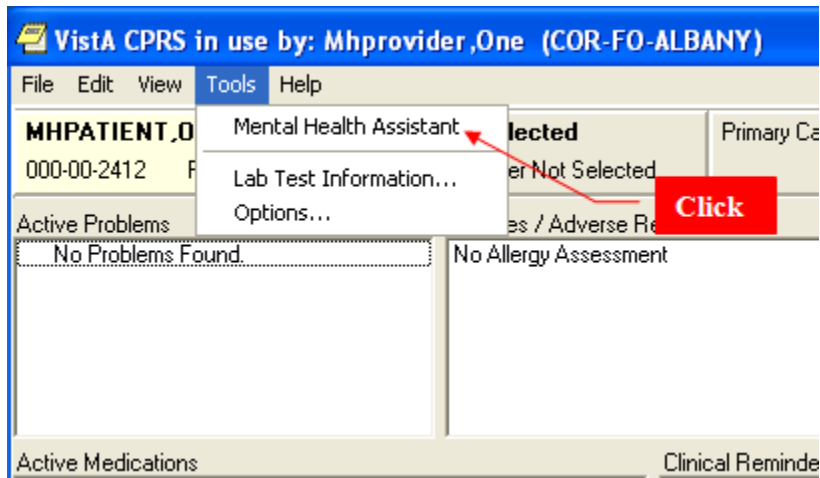 VistA CPRS in use by: Mhprovider,One (COR-FO-ALBANY)
File Edit View Tools Help
MHPATIENT,O
000-00-2412 F
Mental Health Assistant
Lab Test Information...
Options...
lected
er Not Selected
Primary Ca
Click
Active Problems
es / Adverse Re
No Problems Found.
No Allergy Assessment
Active Medications
Clinical Reminde